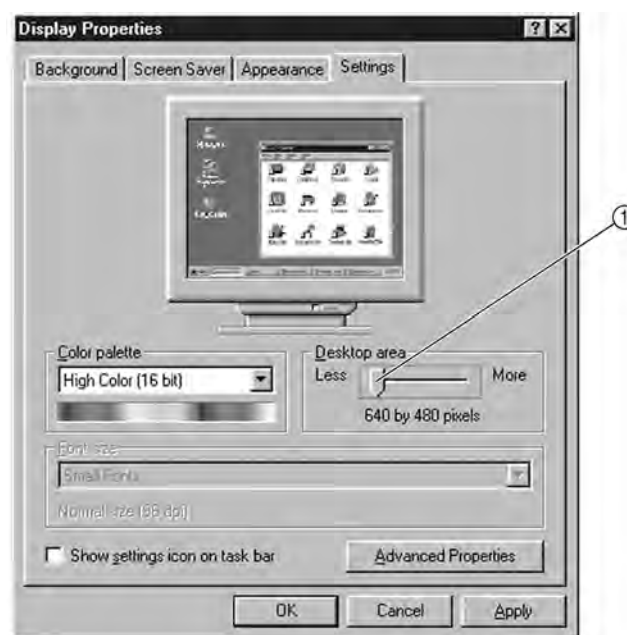 Display Properties
Background Screen Saver Appearance Settings
1
Color palette
High Color (16 bit)
Desktop area
Less More
640 by 480 pixels
Font size
Small Fonts
Normal size (96 dpi)
Show settings icon on task bar
Advanced Properties
OK Cancel Apply